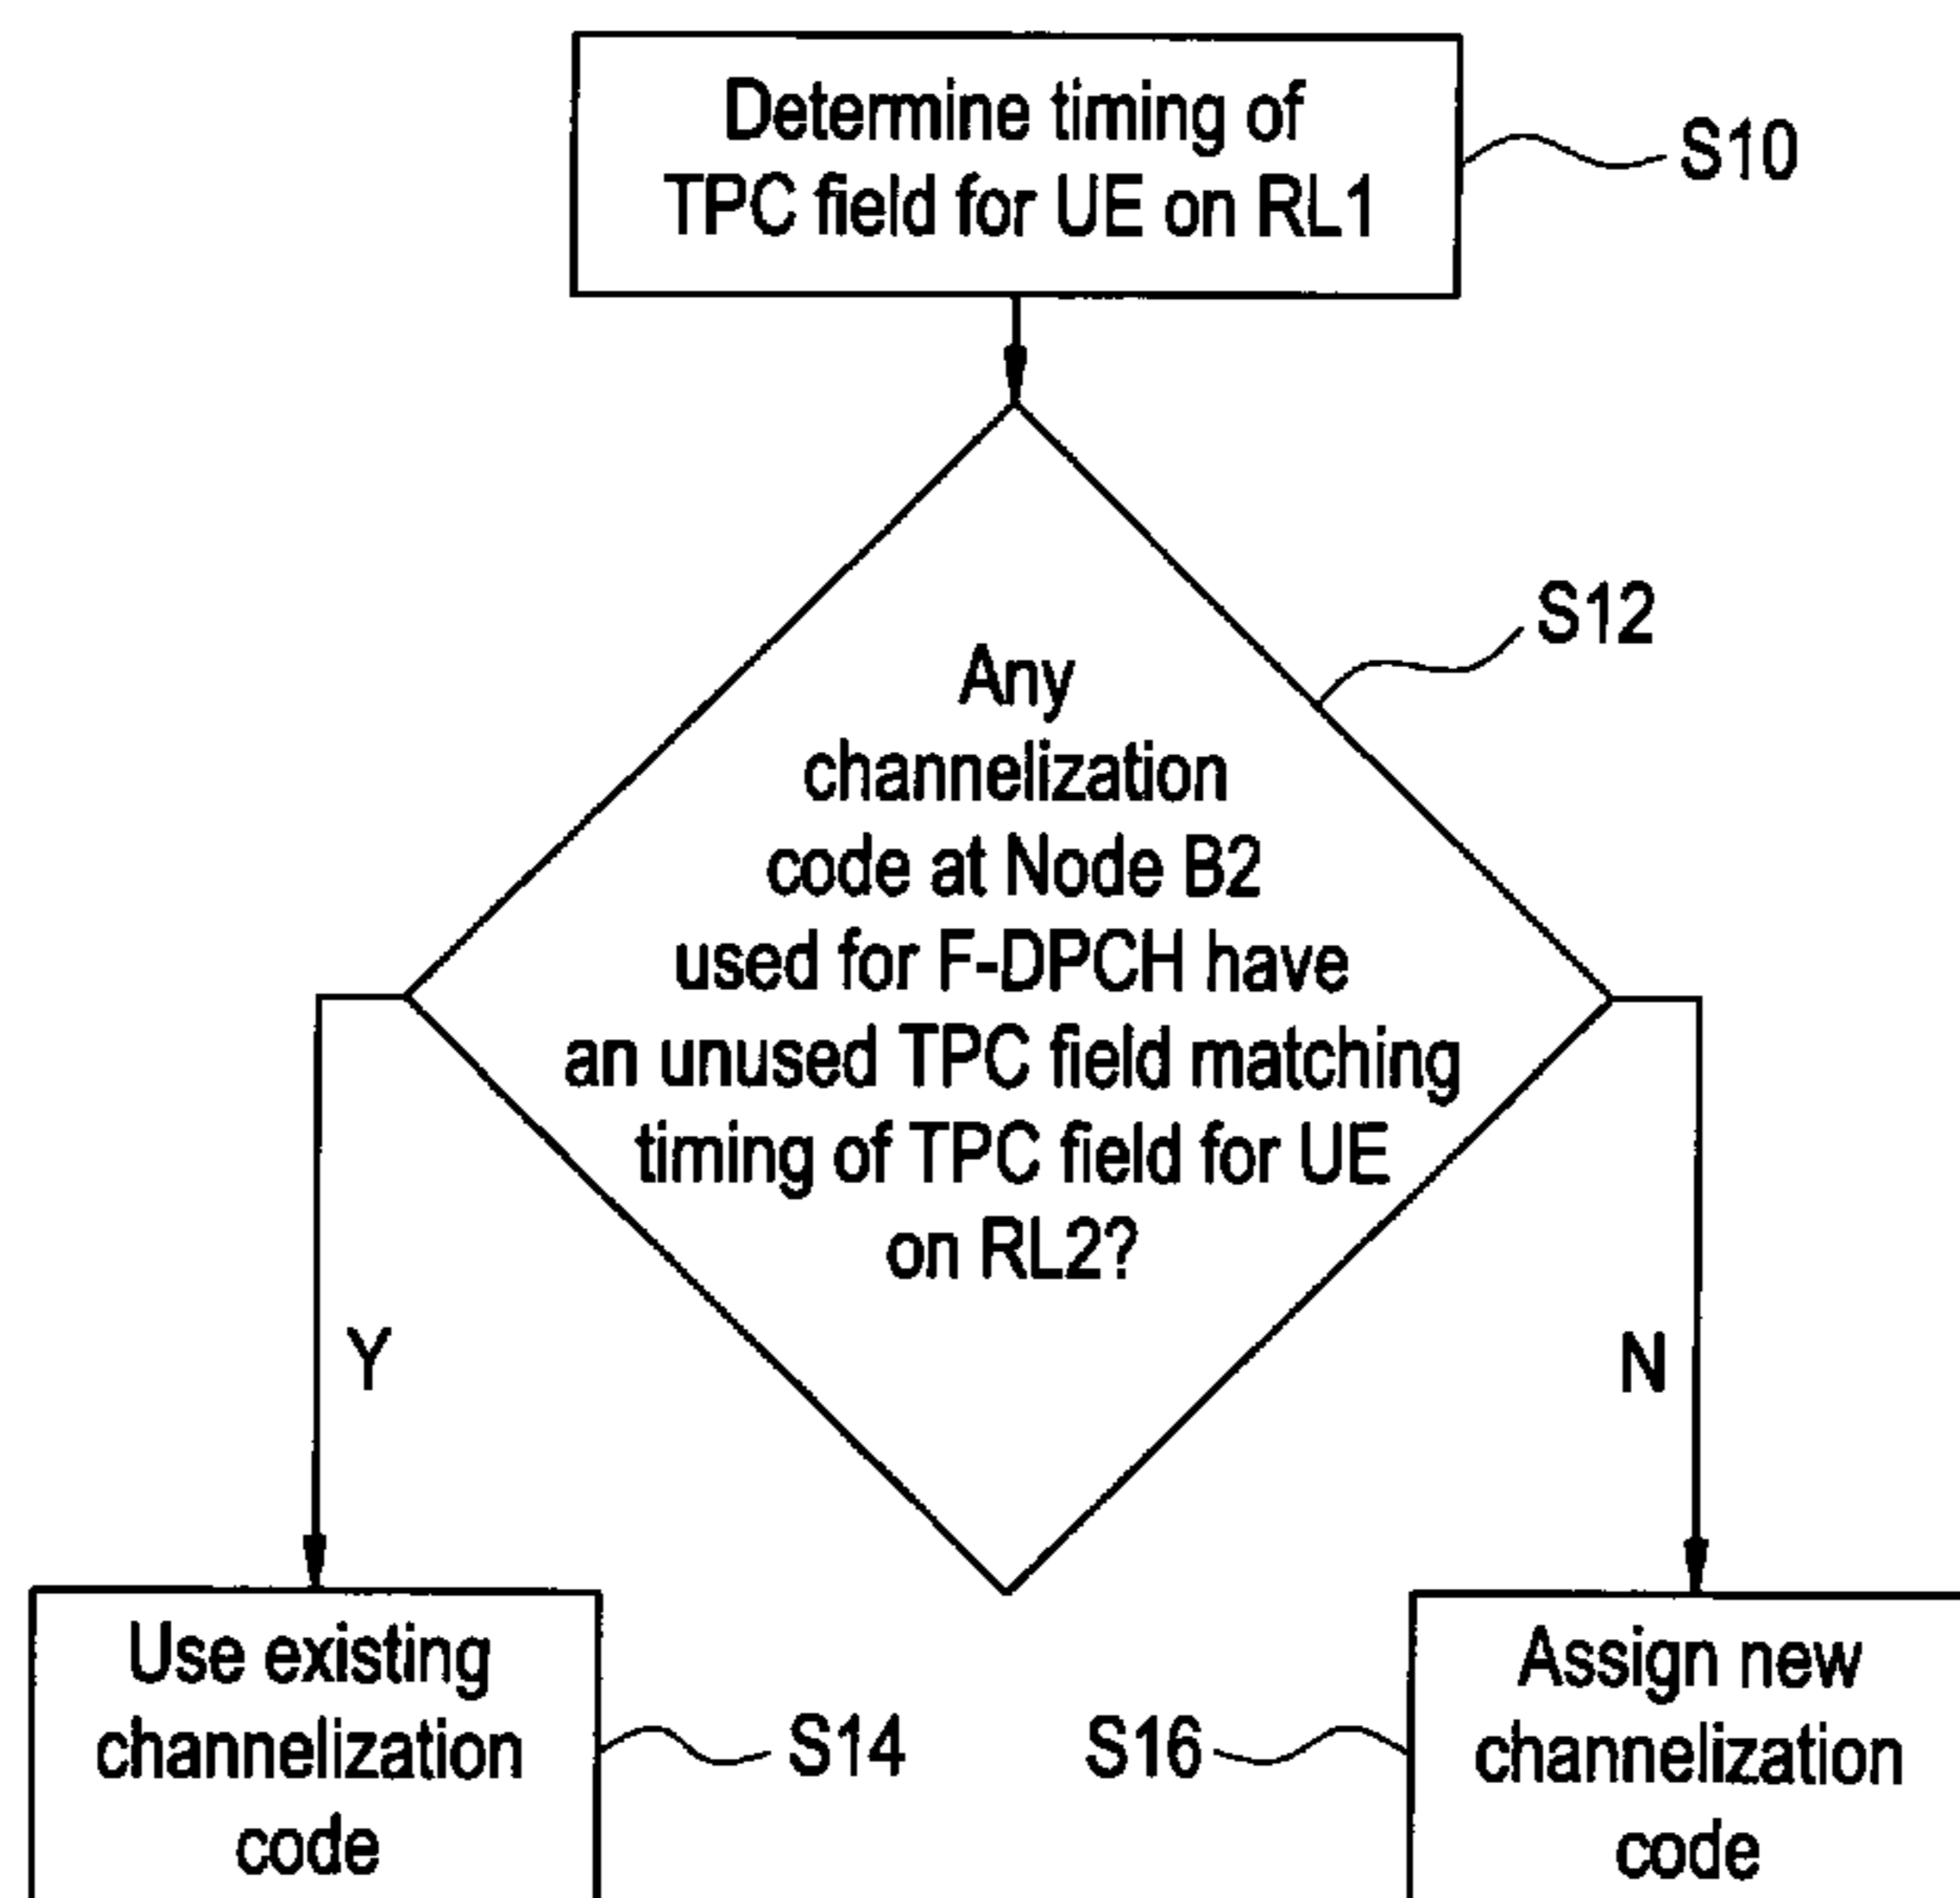 Determine timing of
TPC field for UE on RL1
S10
S12
Any
channelization
code at Node B2
used for F-DPCH have
an unused TPC field matching
timing of TPC field for UE
on RL2?
Y
N
Use existing
channelization
code
S14
S16
Assign new
channelization
code